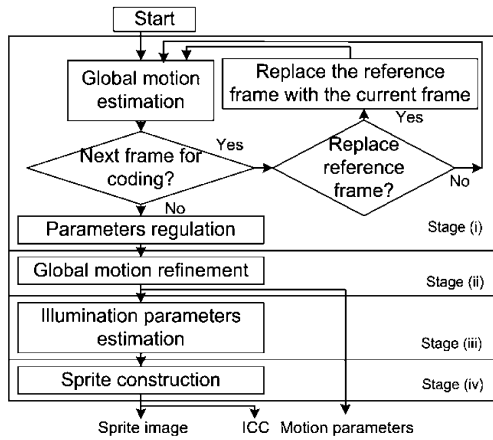 Start
Global motion
estimation
Replace the reference
frame with the current frame
Yes
Next frame for
coding?
Yes
Replace
reference
frame?
No
No
Parameters regulation
Stage (i)
Global motion refinement
Stage (ii)
Illumination parameters
estimation
Stage (iii)
Sprite construction
Stage (iv)
Sprite image
ICC
Motion parameters